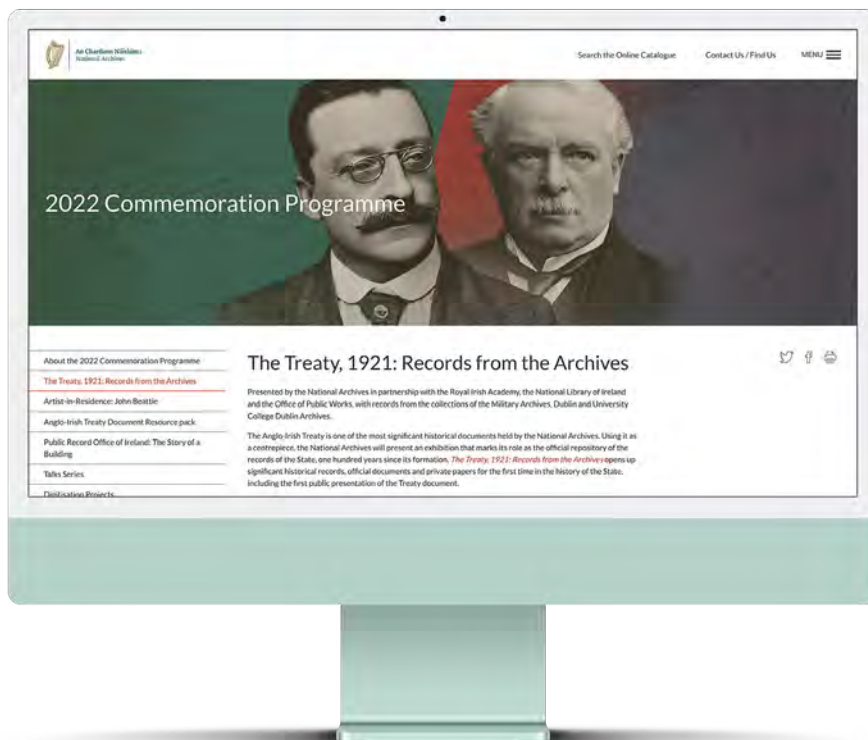 An Chartlann Náisiúnta
National Archives
Search the Online Catalogue
Contact Us / Find Us
MENU
2022 Commemoration Programme
About the 2022 Commemoration Programme
The Treaty, 1921: Records from the Archives
Artist-in-Residence: John Beattie
Anglo-Irish Treaty Document Resource pack
Public Record Office of Ireland: The Story of a
Building
Talks Series
Digitisation Projects
The Treaty, 1921: Records from the Archives
Presented by the National Archives in partnership with the Royal Irish Academy, the National Library of Ireland
and the Office of Public Works, with records from the collections of the Military Archives, Dublin and University
College Dublin Archives.
The Anglo-Irish Treaty is one of the most significant historical documents held by the National Archives. Using it as
a centrepiece, the National Archives will present an exhibition that marks its role as the official repository of the
records of the State, one hundred years since its formation. The Treaty, 1921: Records from the Archives opens up
significant historical records, official documents and private papers for the first time in the history of the State,
including the first public presentation of the Treaty document.